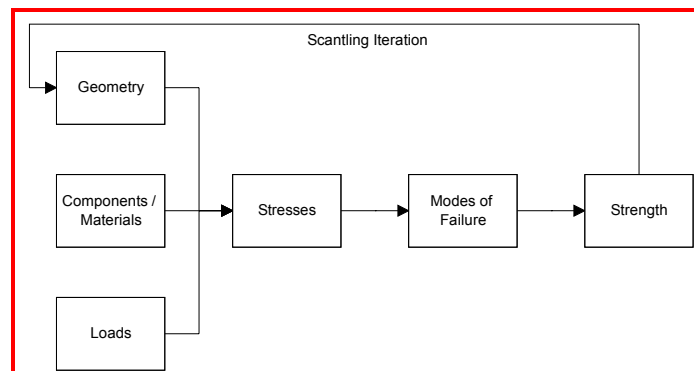 Scantling Iteration
Geometry
Components /
Materials
Stresses
Modes of
Failure
Strength
Loads